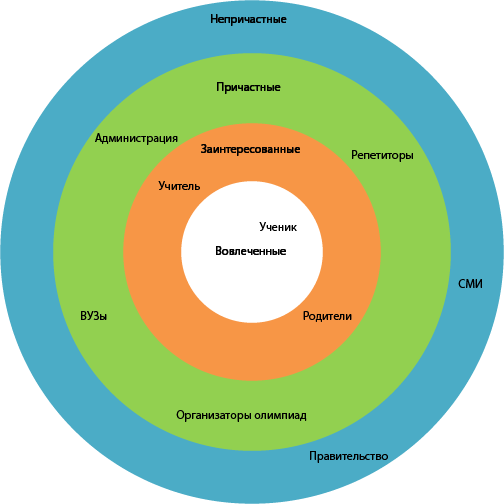 Непричастные
Причастные
Администрация
Заинтересованные
Репетиторы
Учитель
Ученик
Вовлеченные
СМИ
ВУЗы
Родители
Организаторы олимпиад
Правительство